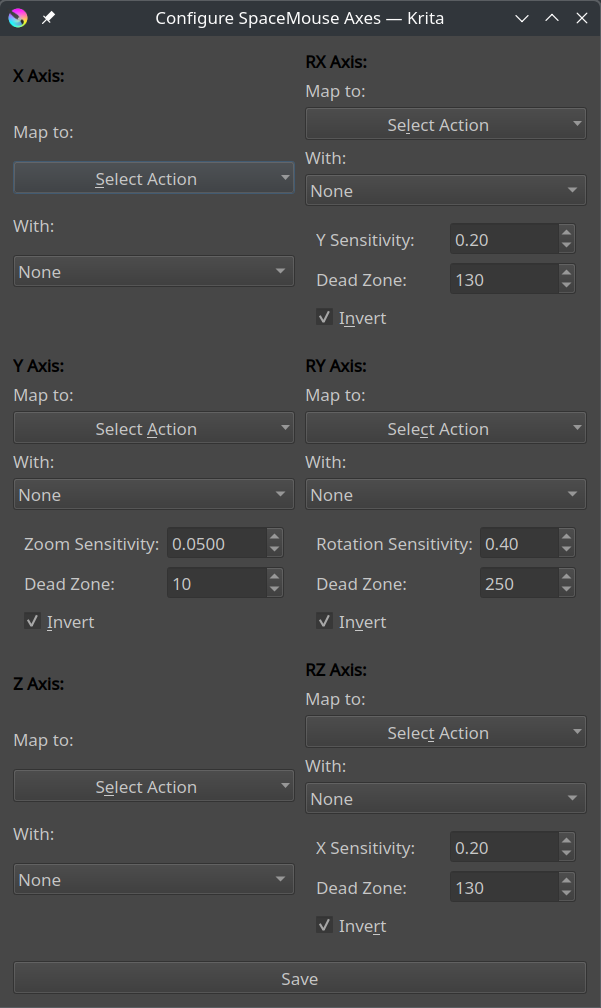 Configure SpaceMouse Axes — Krita
X Axis:
Map to:
Select Action
With:
None
RX Axis:
Map to:
Select Action
With:
None
Y Sensitivity: 0.20
Dead Zone: 130
Invert
Y Axis:
Map to:
Select Action
With:
None
Zoom Sensitivity: 0.0500
Dead Zone: 10
Invert
RY Axis:
Map to:
Select Action
With:
None
Rotation Sensitivity: 0.40
Dead Zone: 250
Invert
Z Axis:
Map to:
Select Action
With:
None
RZ Axis:
Map to:
Select Action
With:
None
X Sensitivity: 0.20
Dead Zone: 130
Invert
Save